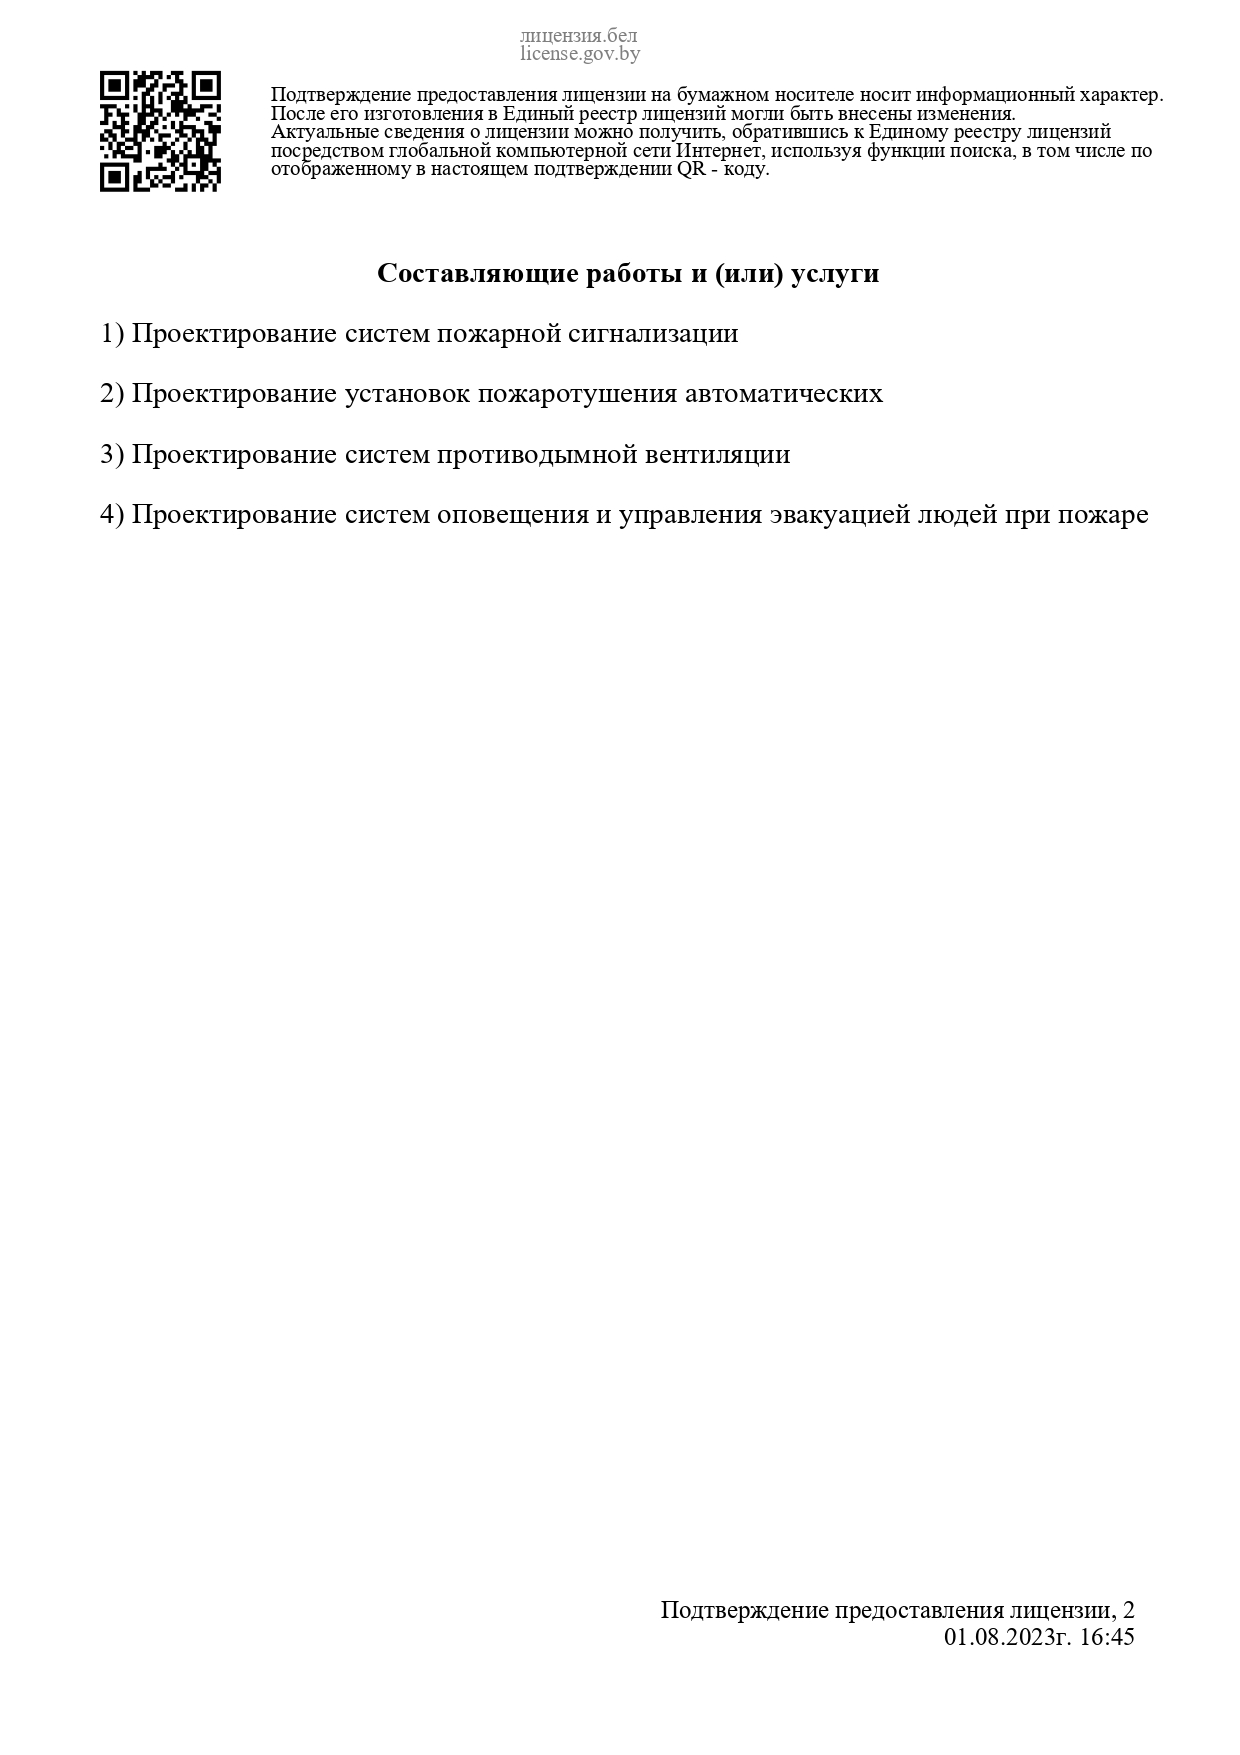 лицензия.бел
license.gov.by
Подтверждение предоставления лицензии на бумажном носителе носит информационный характер.
После его изготовления в Единый реестр лицензий могли быть внесены изменения.
Актуальные сведения о лицензии можно получить, обратившись к Единому реестру лицензий
посредством глобальной компьютерной сети Интернет, используя функции поиска, в том числе по
отображенному в настоящем подтверждении QR - коду.
Составляющие работы и (или) услуги
1) Проектирование систем пожарной сигнализации
2) Проектирование установок пожаротушения автоматических
3) Проектирование систем противодымной вентиляции
4) Проектирование систем оповещения и управления эвакуацией людей при пожаре
Подтверждение предоставления лицензии, 2
01.08.2023г. 16:45